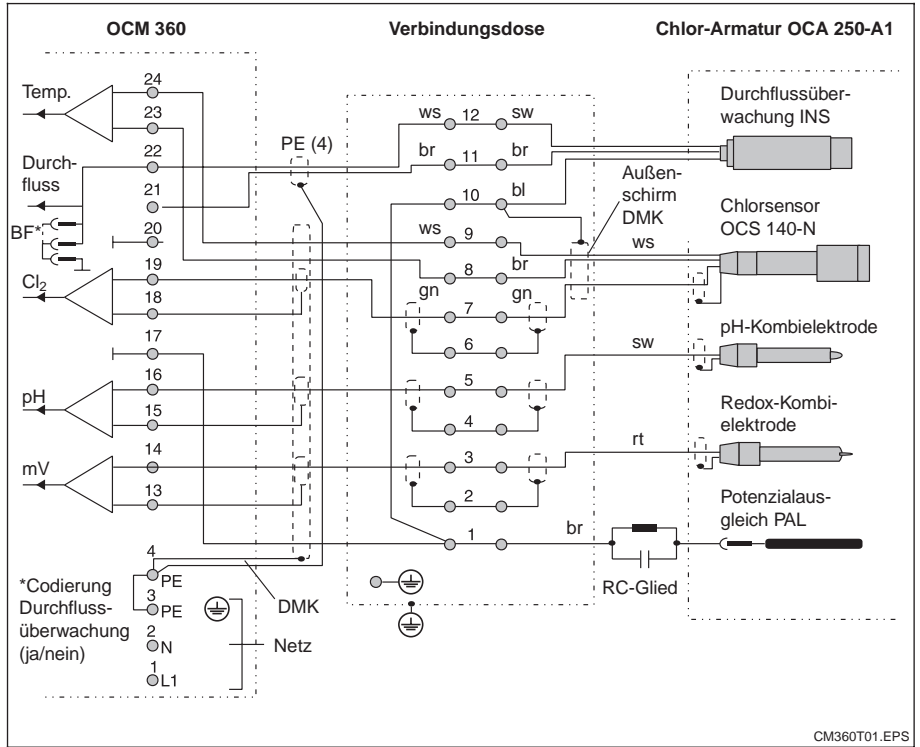 OCM 360
Verbindungsdose
Chlor-Armatur OCA 250-A1
Temp.
24
23
22
Durch-
fluss
21
BF*
20
19
Cl₂
18
17
16
pH
15
14
mV
13
4
PE
3
PE
2
N
1
L1
*Codierung
Durchfluss-
überwachung
(ja/nein)
DMK
Netz
PE (4)
ws 12 sw
br 11 br
10 bl
ws 9
8 br
gn 7 gn
6
5
4
3
2
1
Außen-
schirm
DMK
ws
sw
rt
br
RC-Glied
Durchflussüber-
wachung INS
Chlorsensor
OCS 140-N
pH-Kombielektrode
Redox-Kombi-
elektrode
Potenzialaus-
gleich PAL
CM360T01.EPS